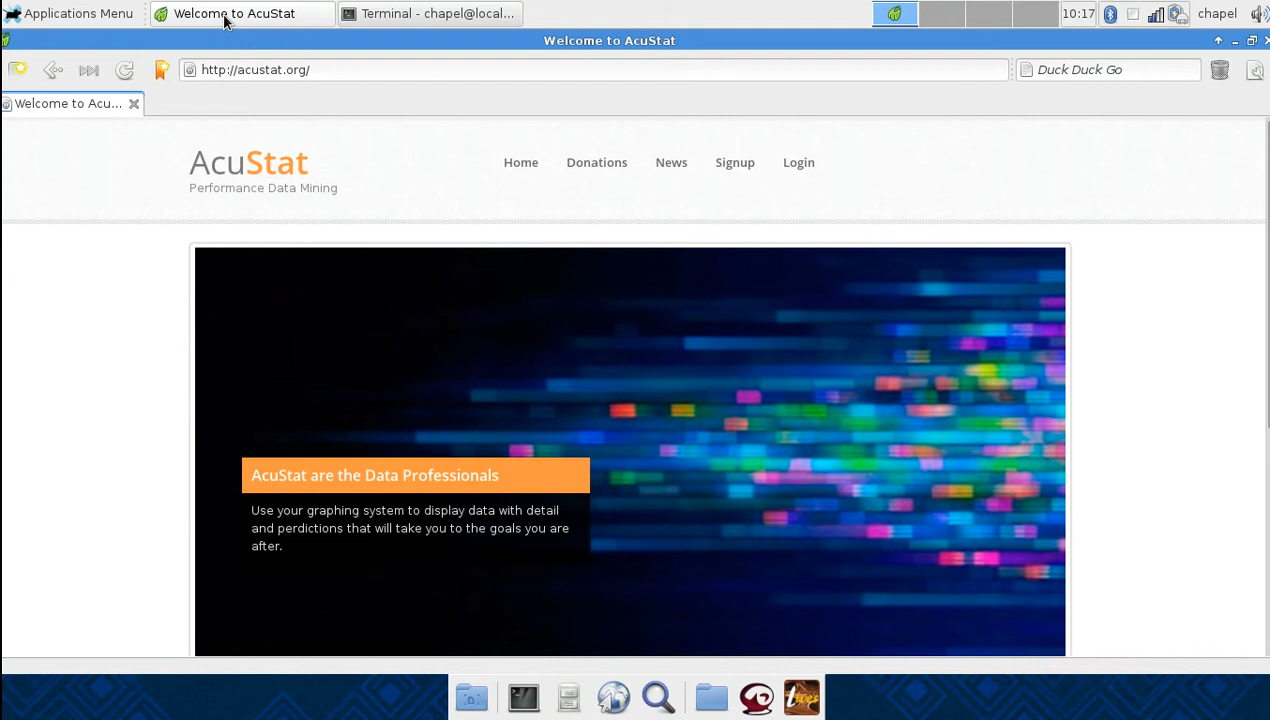 Applications Menu
Welcome to AcuStat
Terminal - chapel@local...
10:17
chapel
Welcome to AcuStat
http://acustat.org/
Duck Duck Go
Welcome to Acu...
AcuStat
Performance Data Mining
Home
Donations
News
Signup
Login
AcuStat are the Data Professionals
Use your graphing system to display data with detail
and perdictions that will take you to the goals you are
after.